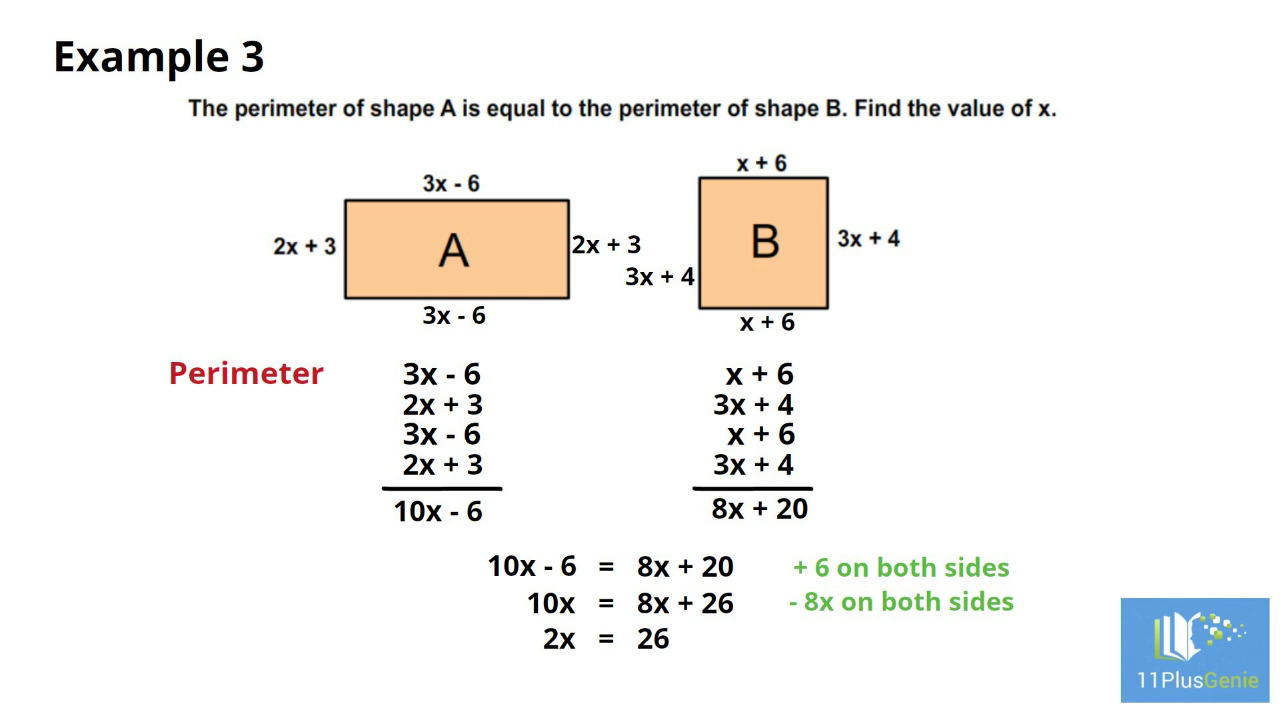 Example 3
The perimeter of shape A is equal to the perimeter of shape B. Find the value of x.
3x - 6
2x + 3
A
2x + 3
3x - 6
x + 6
3x + 4
B
3x + 4
x + 6
Perimeter
3x - 6
2x + 3
3x - 6
2x + 3
10x - 6
x + 6
3x + 4
x + 6
3x + 4
8x + 20
10x - 6 = 8x + 20 + 6 on both sides
10x = 8x + 26 - 8x on both sides
2x = 26
11PlusGenie